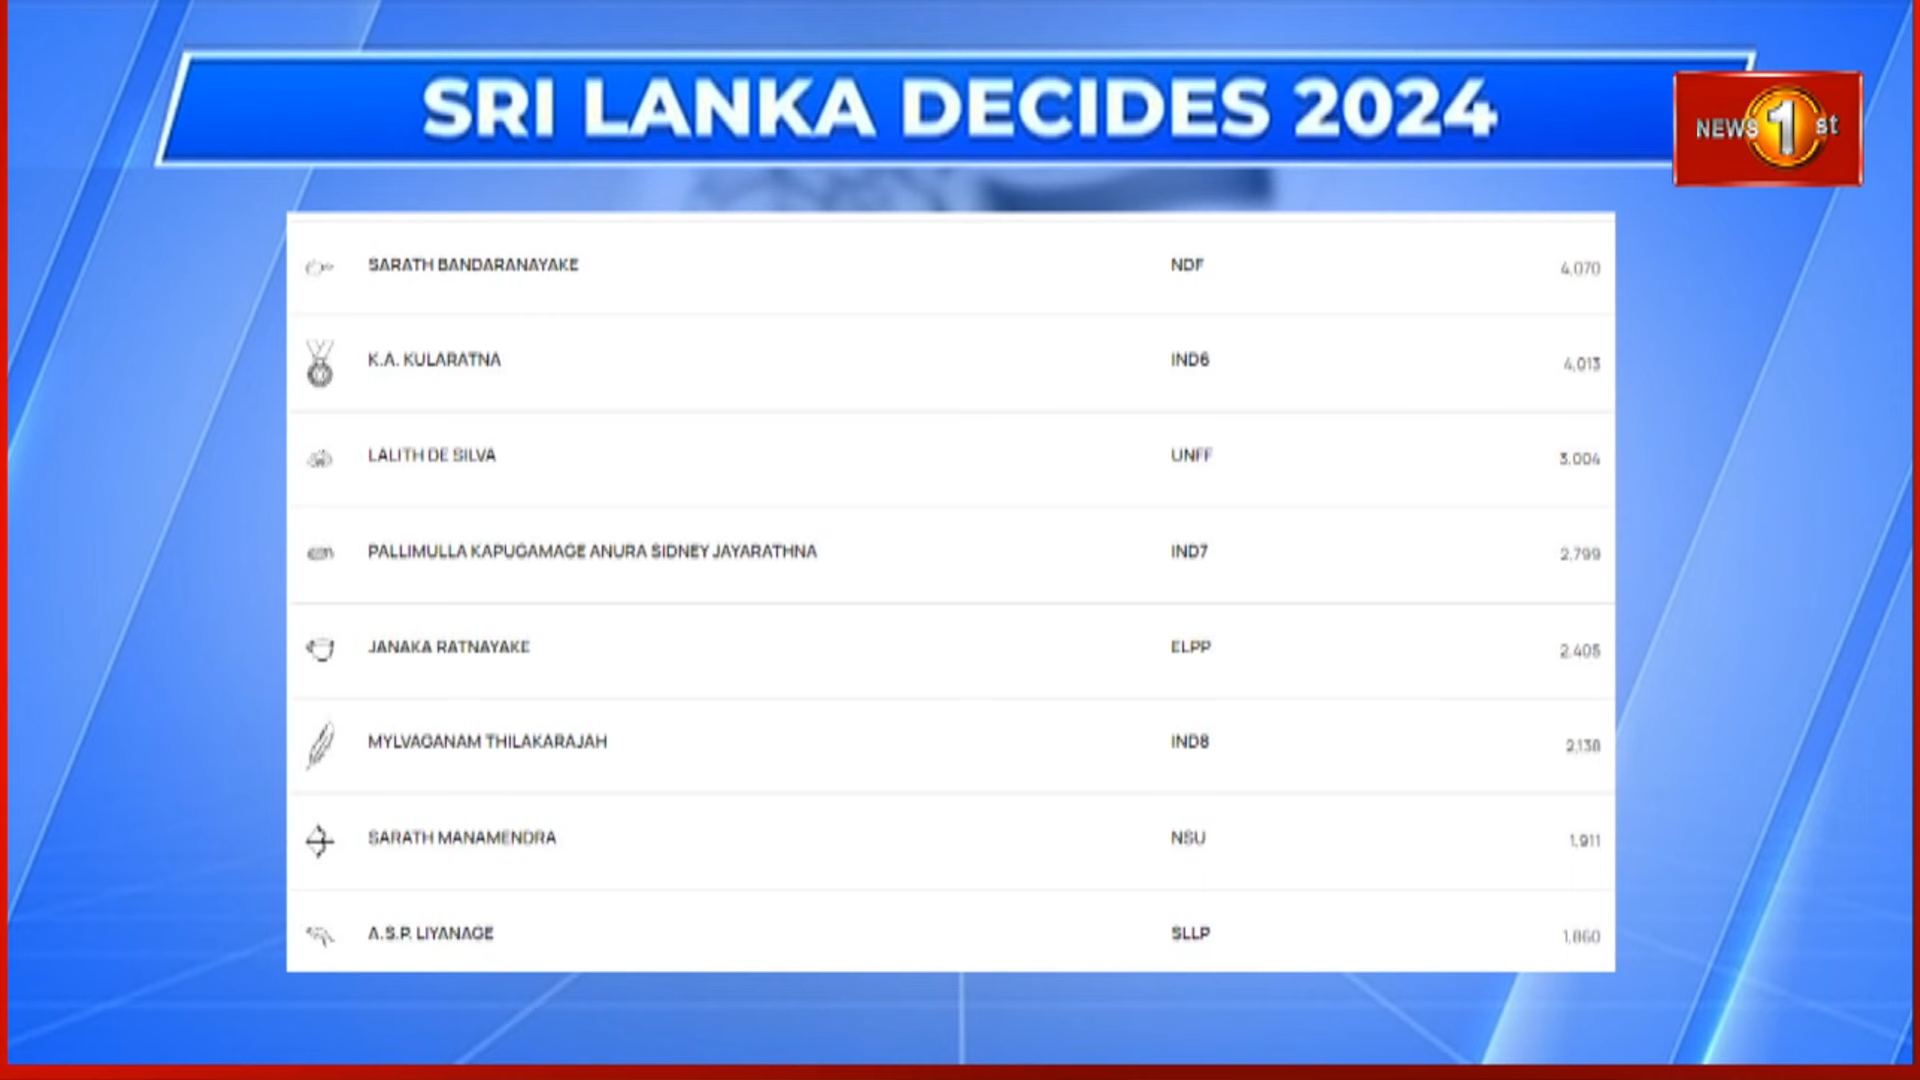 SRI LANKA DECIDES 2024
NEWS 1st
SARATH BANDARANAYAKE NDF 4,070
K.A. KULARATNA IND6 4,013
LALITH DE SILVA UNFF 3,004
PALLIMULLA KAPUGAMAGE ANURA SIDNEY JAYARATHNA IND7 2,799
JANAKA RATNAYAKE ELPP 2,405
MYLVAGANAM THILAKARAJAH IND8 2,138
SARATH MANAMENDRA NSU 1,911
A.S.P. LIYANAGE SLLP 1,860